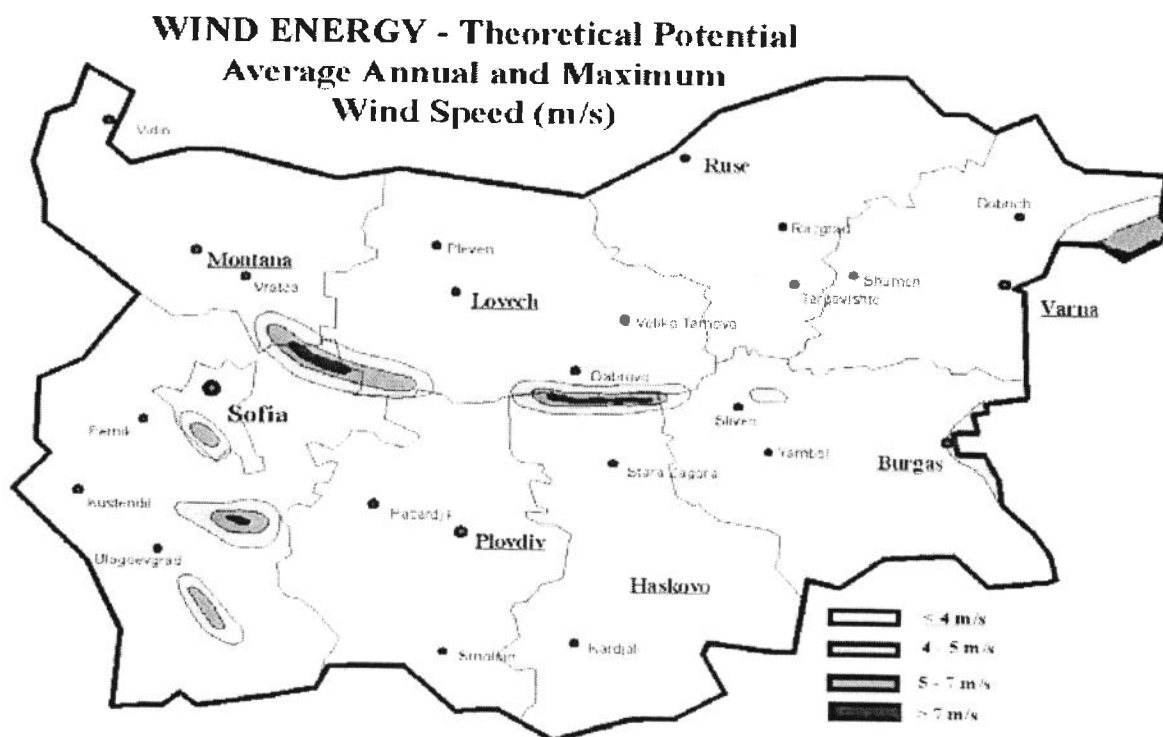 WIND ENERGY - Theoretical Potential
Average Annual and Maximum
Wind Speed (m/s)
Vidin
Ruse
Dobrich
Razgrad
Pleven
Montana
Vratza
Shumen
Targovishte
Lovech
Varna
Veliko Tarnovo
Gabrovo
Sofia
Sliven
Pernik
Yambol
Burgas
Stara Zagora
Kustendil
Pazardjik
Plovdiv
Blagoevgrad
Haskovo
Smolian
Kardjali
≤ 4 m/s
4 - 5 m/s
5 - 7 m/s
> 7 m/s